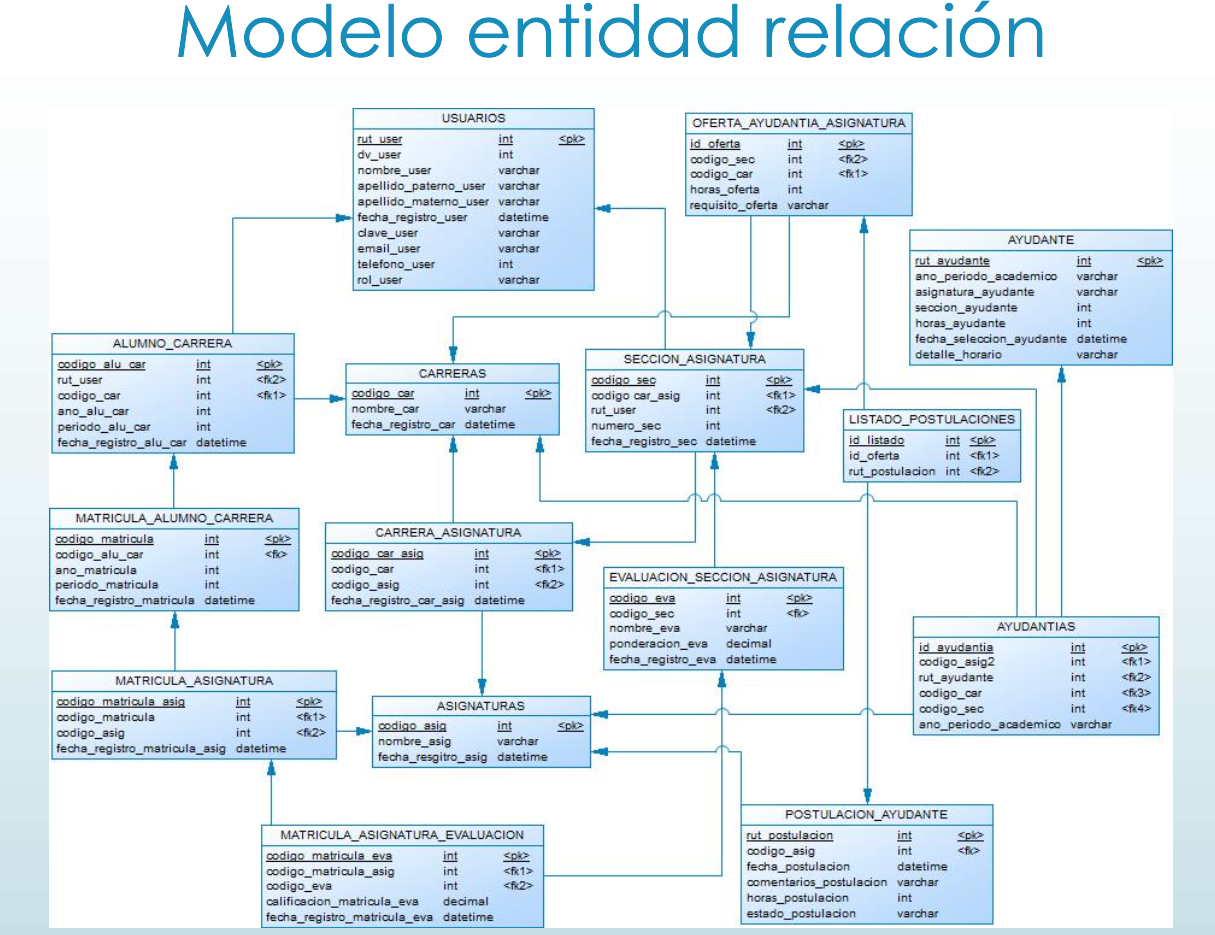 Modelo entidad relación
USUARIOS
rut_user int <pk>
dv_user int
nombre_user varchar
apellido_paterno_user varchar
apellido_materno_user varchar
fecha_registro_user datetime
clave_user varchar
email_user varchar
telefono_user int
rol_user varchar
OFERTA_AYUDANTIA_ASIGNATURA
id_oferta int <pk>
codigo_sec int <fk2>
codigo_car int <fk1>
horas_oferta int
requisito_oferta varchar
AYUDANTE
rut_ayudante int <pk>
ano_periodo_academico varchar
asignatura_ayudante varchar
seccion_ayudante int
horas_ayudante int
fecha_seleccion_ayudante datetime
detalle_horario varchar
ALUMNO_CARRERA
codigo_alu_car int <pk>
rut_user int <fk2>
codigo_car int <fk1>
ano_alu_car int
periodo_alu_car int
fecha_registro_alu_car datetime
CARRERAS
codigo_car int <pk>
nombre_car varchar
fecha_registro_car datetime
SECCION_ASIGNATURA
codigo_sec int <pk>
codigo car_asig int <fk1>
rut_user int <fk2>
numero_sec int
fecha_registro_sec datetime
LISTADO_POSTULACIONES
id_listado int <pk>
id_oferta int <fk1>
rut_postulacion int <fk2>
MATRICULA_ALUMNO_CARRERA
codigo_matricula int <pk>
codigo_alu_car int <fk>
ano_matricula int
periodo_matricula int
fecha_registro_matricula datetime
CARRERA_ASIGNATURA
codigo_car_asig int <pk>
codigo_car int <fk1>
codigo_asig int <fk2>
fecha_registro_car_asig datetime
EVALUACION_SECCION_ASIGNATURA
codigo_eva int <pk>
codigo_sec int <fk>
nombre_eva varchar
ponderacion_eva decimal
fecha_registro_eva datetime
AYUDANTIAS
id_ayudantia int <pk>
codigo_asig2 int <fk1>
rut_ayudante int <fk2>
codigo_car int <fk3>
codigo_sec int <fk4>
ano_periodo_academico varchar
MATRICULA_ASIGNATURA
codigo_matricula_asig int <pk>
codigo_matricula int <fk1>
codigo_asig int <fk2>
fecha_registro_matricula_asig datetime
ASIGNATURAS
codigo_asig int <pk>
nombre_asig varchar
fecha_resgitro_asig datetime
MATRICULA_ASIGNATURA_EVALUACION
codigo_matricula_eva int <pk>
codigo_matricula_asig int <fk1>
codigo_eva int <fk2>
calificacion_matricula_eva decimal
fecha_registro_matricula_eva datetime
POSTULACION_AYUDANTE
rut_postulacion int <pk>
codigo_asig int <fk>
fecha_postulacion datetime
comentarios_postulacion varchar
horas_postulacion int
estado_postulacion varchar